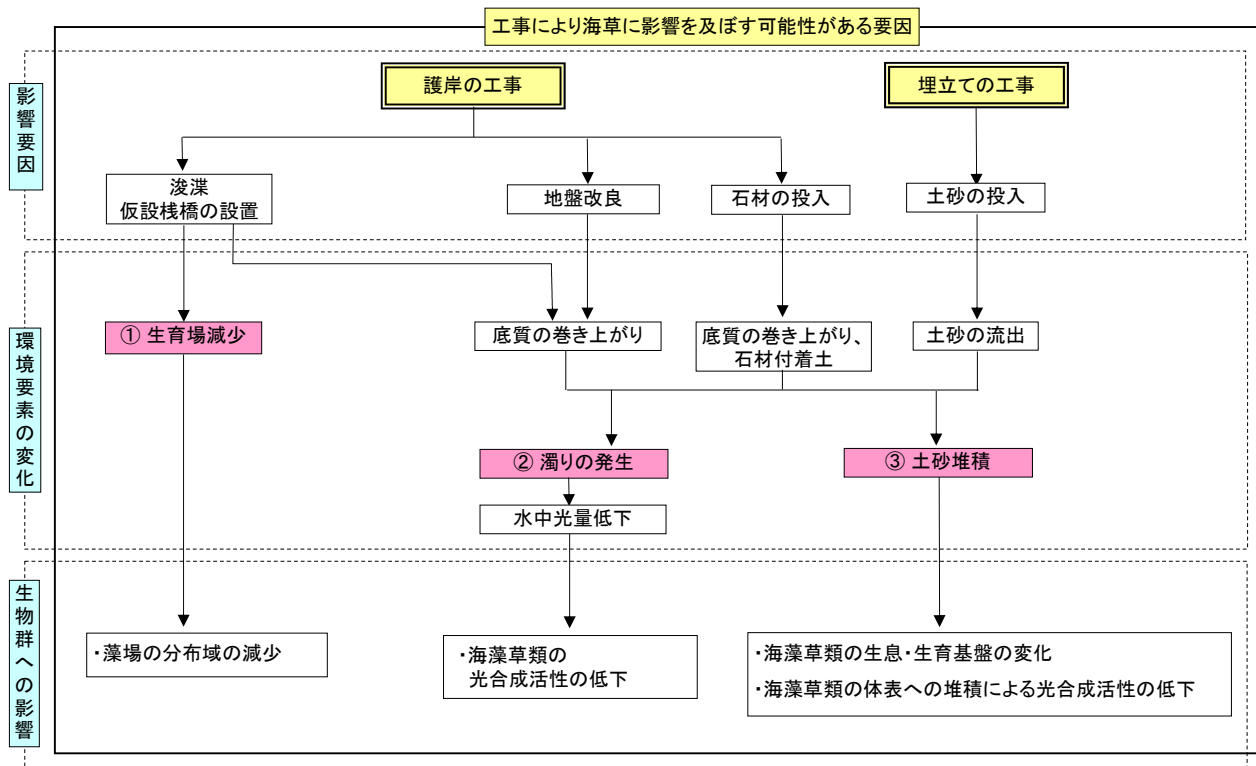 工事により海草に影響を及ぼす可能性がある要因
影響要因
護岸の工事
埋立ての工事
浚渫
仮設桟橋の設置
地盤改良
石材の投入
土砂の投入
環境要素の変化
① 生育場減少
底質の巻き上がり
底質の巻き上がり、
石材付着土
土砂の流出
② 濁りの発生
③ 土砂堆積
水中光量低下
生物群への影響
・藻場の分布域の減少
・海藻草類の
光合成活性の低下
・海藻草類の生息・生育基盤の変化
・海藻草類の体表への堆積による光合成活性の低下